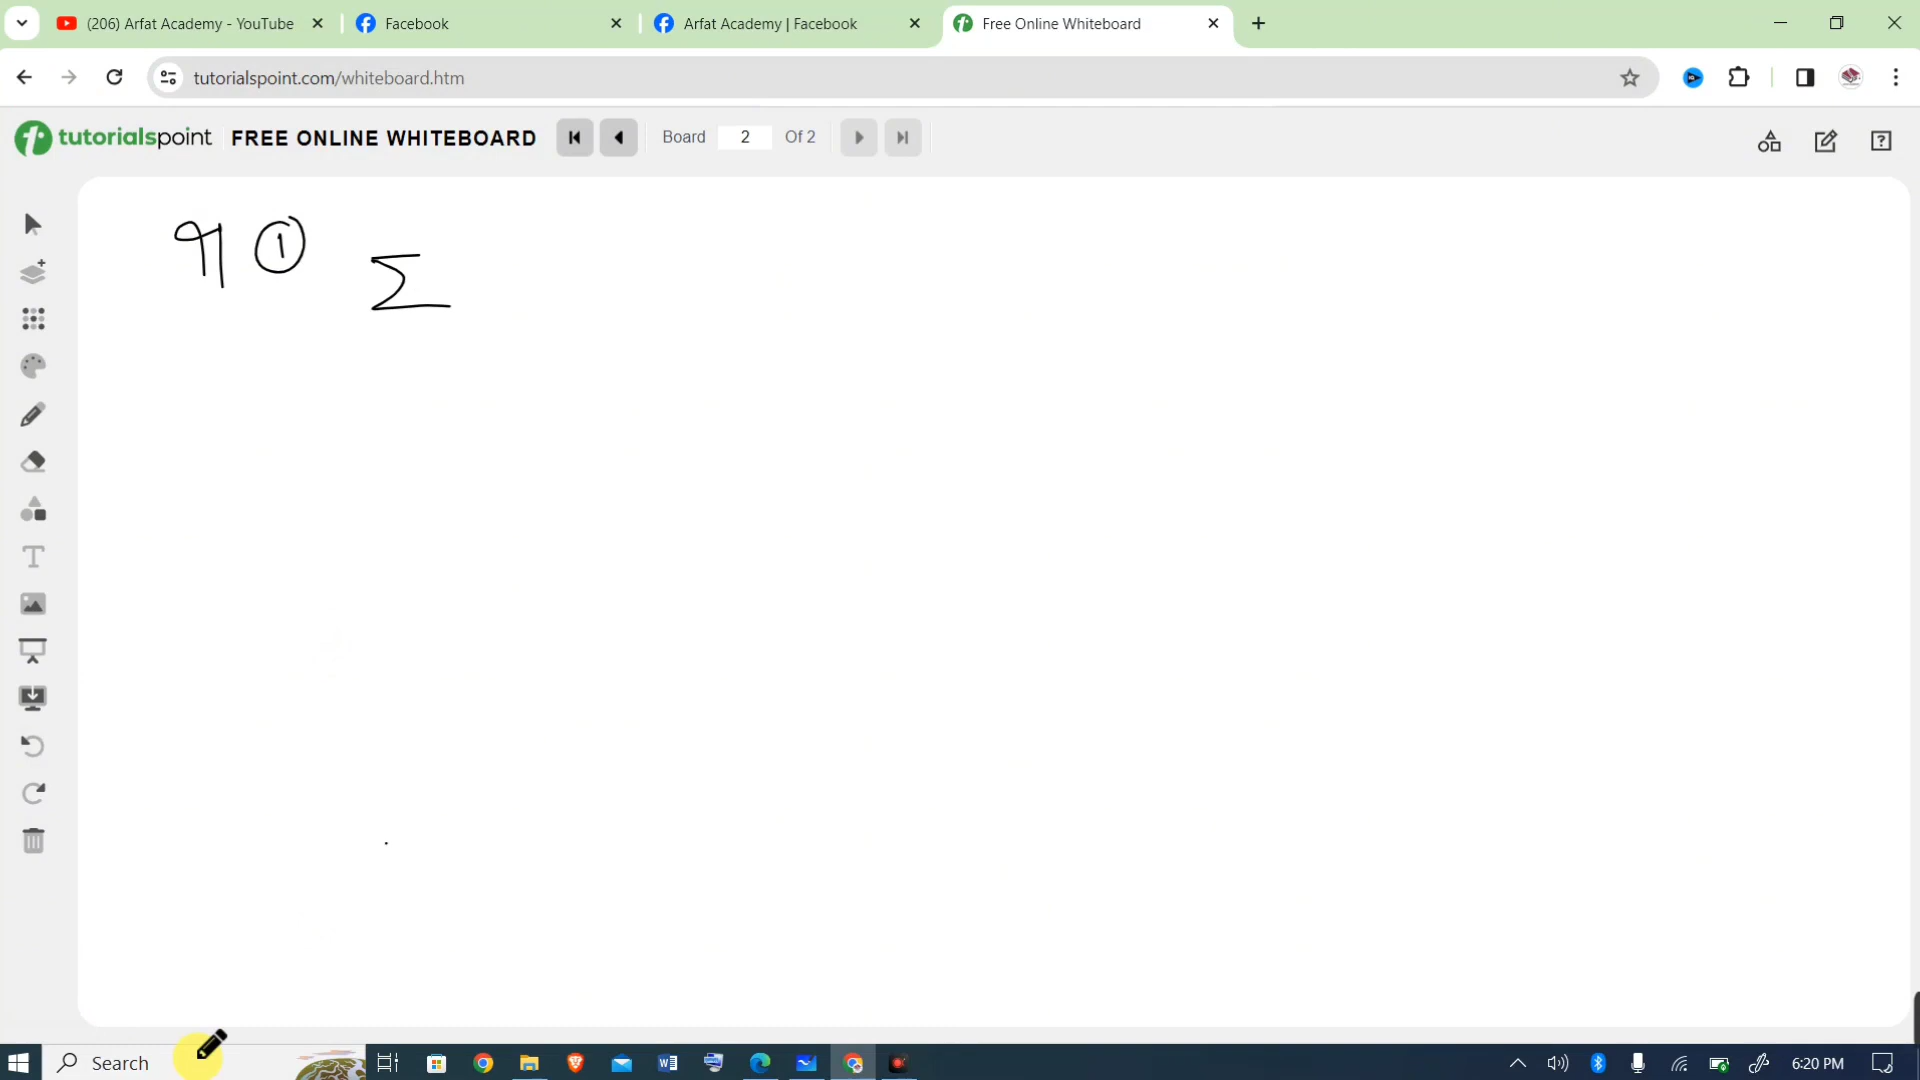 (206) Arfat Academy - YouTube Facebook Arfat Academy | Facebook Free Online Whiteboard
tutorialspoint.com/whiteboard.htm
tutorialspoint FREE ONLINE WHITEBOARD Board 2 Of 2
①
Σ
Search 6:20 PM